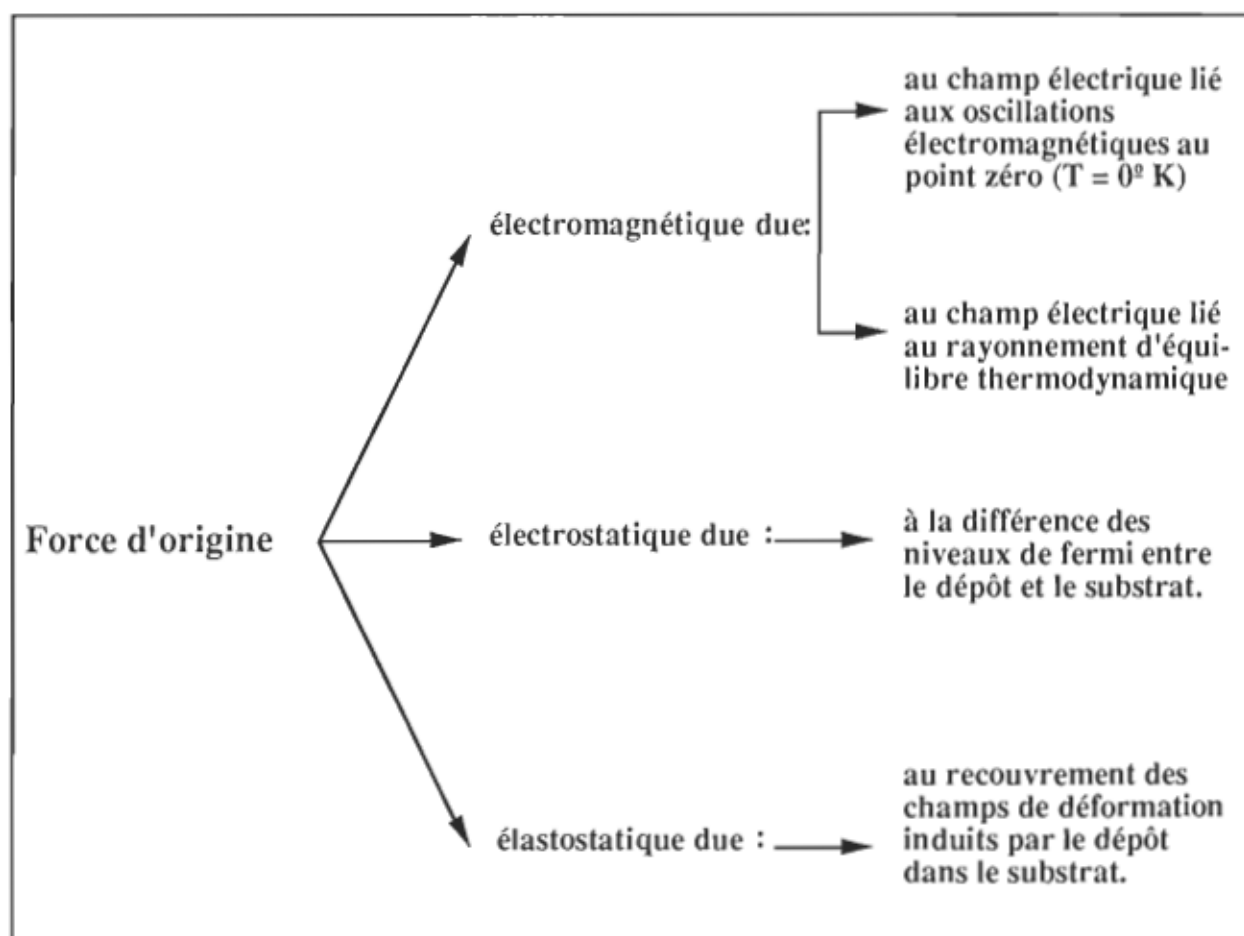 au champ électrique lié
aux oscillations
électromagnétiques au
point zéro (T = 0º K)
électromagnétique due:
au champ électrique lié
au rayonnement d'équi-
libre thermodynamique
Force d'origine
électrostatique due :
à la différence des
niveaux de fermi entre
le dépôt et le substrat.
élastostatique due :
au recouvrement des
champs de déformation
induits par le dépôt
dans le substrat.